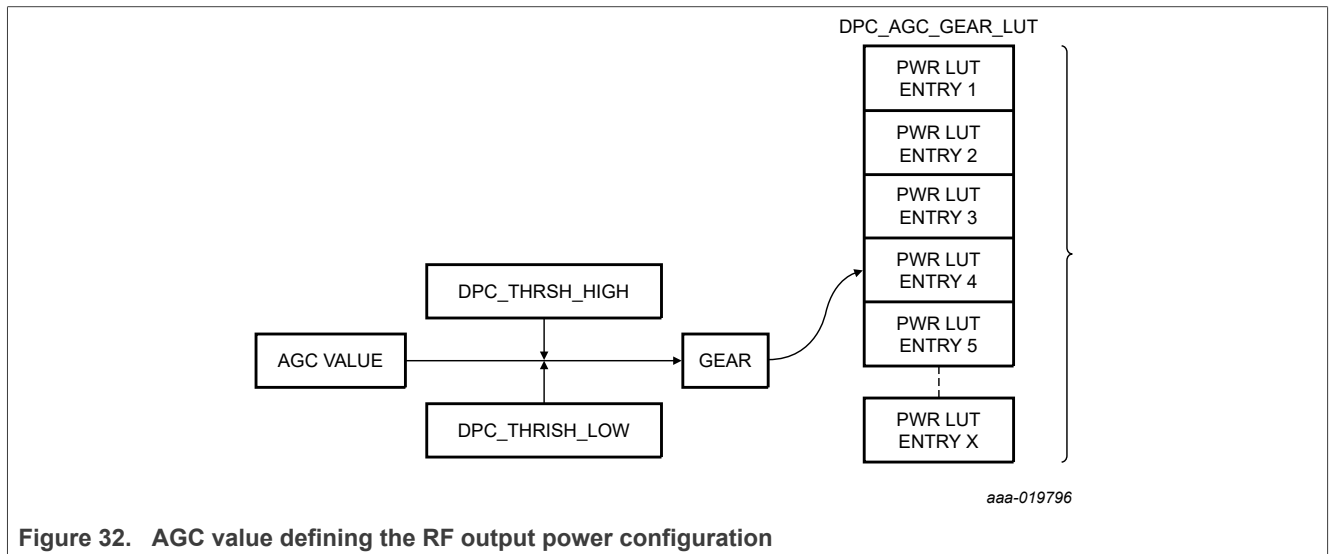 DPC_AGC_GEAR_LUT
PWR LUT
ENTRY 1
PWR LUT
ENTRY 2
PWR LUT
ENTRY 3
PWR LUT
ENTRY 4
PWR LUT
ENTRY 5
PWR LUT
ENTRY X
DPC_THRSH_HIGH
AGC VALUE
GEAR
DPC_THRISH_LOW
aaa-019796
Figure 32. AGC value defining the RF output power configuration